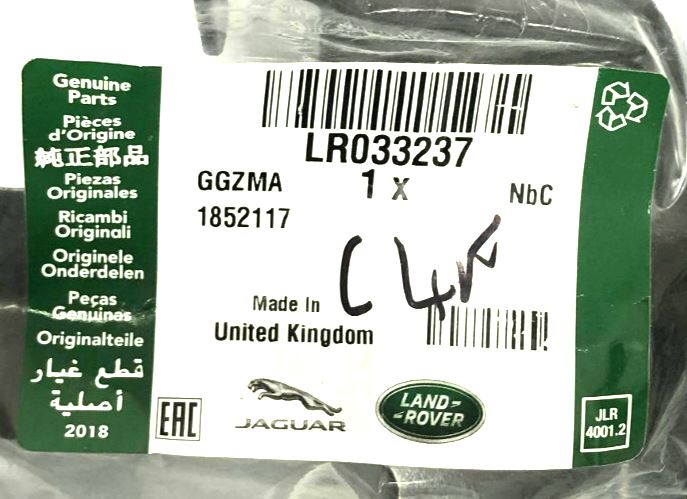 Genuine
Parts
Pièces
d'Origine
純正部品
Piezas
Originales
Ricambi
Originali
Originele
Onderdelen
Peças
Genuinas
Originalteile
قطع غيار
أصلية
2018
LR033237
GGZMA
1 X
NbC
1852117
Made In
United Kingdom
EAC
JAGUAR
LAND-
-ROVER
JLR
4001.2